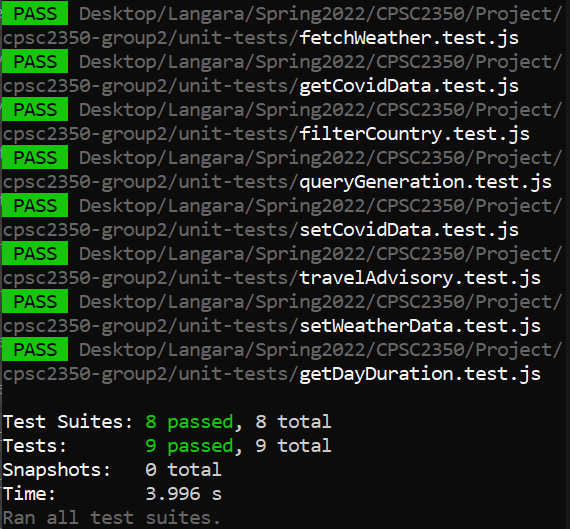 PASS Desktop/Langara/Spring2022/CPSC2350/Project/
cpsc2350-group2/unit-tests/fetchWeather.test.js
PASS Desktop/Langara/Spring2022/CPSC2350/Project/
cpsc2350-group2/unit-tests/getCovidData.test.js
PASS Desktop/Langara/Spring2022/CPSC2350/Project/
cpsc2350-group2/unit-tests/filterCountry.test.js
PASS Desktop/Langara/Spring2022/CPSC2350/Project/
cpsc2350-group2/unit-tests/queryGeneration.test.js
PASS Desktop/Langara/Spring2022/CPSC2350/Project/
cpsc2350-group2/unit-tests/setCovidData.test.js
PASS Desktop/Langara/Spring2022/CPSC2350/Project/
cpsc2350-group2/unit-tests/travelAdvisory.test.js
PASS Desktop/Langara/Spring2022/CPSC2350/Project/
cpsc2350-group2/unit-tests/setWeatherData.test.js
PASS Desktop/Langara/Spring2022/CPSC2350/Project/
cpsc2350-group2/unit-tests/getDayDuration.test.js
Test Suites: 8 passed, 8 total
Tests: 9 passed, 9 total
Snapshots: 0 total
Time: 3.996 s
Ran all test suites.